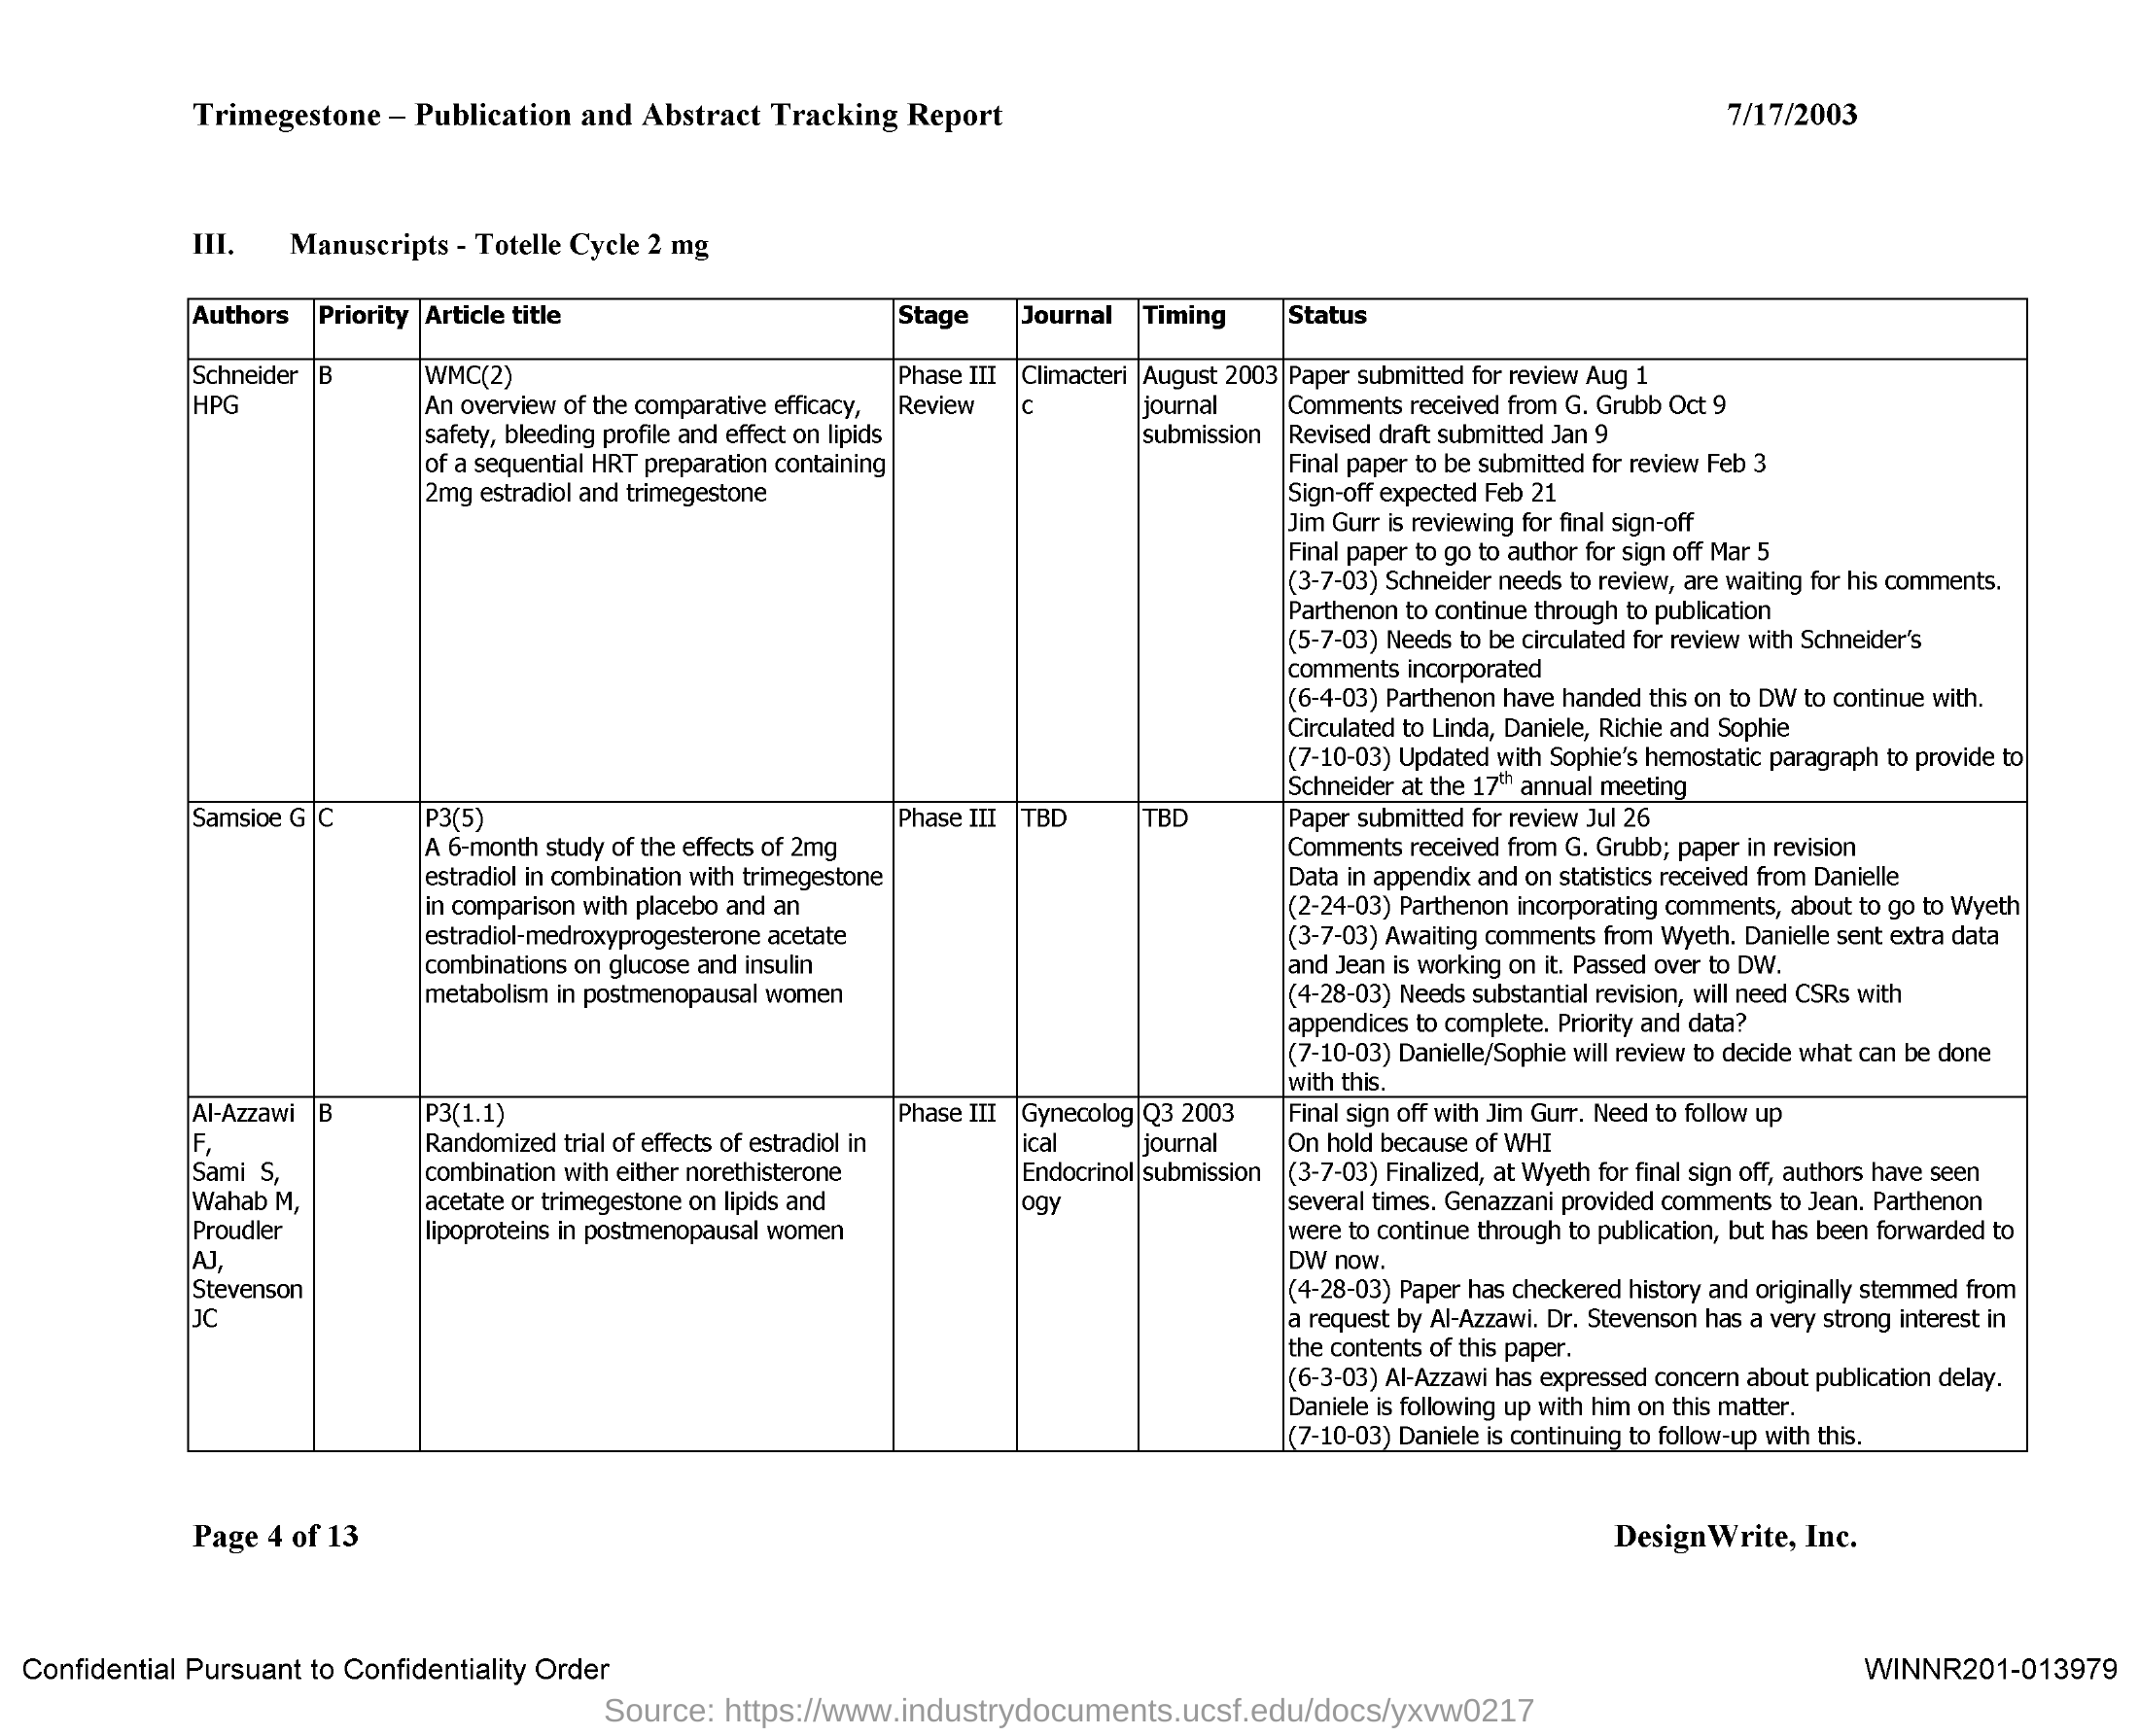 Trimegestone – Publication and Abstract Tracking Report 7/17/2003
III. Manuscripts - Totelle Cycle 2 mg
Authors Priority Article title Stage Journal Timing Status
Schneider
HPG
B
WMC(2)
An overview of the comparative efficacy,
safety, bleeding profile and effect on lipids
of a sequential HRT preparation containing
2mg estradiol and trimegestone
Phase III
Review
Climacteri
c
August 2003
journal
submission
Paper submitted for review Aug 1
Comments received from G. Grubb Oct 9
Revised draft submitted Jan 9
Final paper to be submitted for review Feb 3
Sign-off expected Feb 21
Jim Gurr is reviewing for final sign-off
Final paper to go to author for sign off Mar 5
(3-7-03) Schneider needs to review, are waiting for his comments.
Parthenon to continue through to publication
(5-7-03) Needs to be circulated for review with Schneider’s
comments incorporated
(6-4-03) Parthenon have handed this on to DW to continue with.
Circulated to Linda, Daniele, Richie and Sophie
(7-10-03) Updated with Sophie’s hemostatic paragraph to provide to
Schneider at the 17th annual meeting
Samsioe G
C
P3(5)
A 6-month study of the effects of 2mg
estradiol in combination with trimegestone
in comparison with placebo and an
estradiol-medroxyprogesterone acetate
combinations on glucose and insulin
metabolism in postmenopausal women
Phase III
TBD
TBD
Paper submitted for review Jul 26
Comments received from G. Grubb; paper in revision
Data in appendix and on statistics received from Danielle
(2-24-03) Parthenon incorporating comments, about to go to Wyeth
(3-7-03) Awaiting comments from Wyeth. Danielle sent extra data
and Jean is working on it. Passed over to DW.
(4-28-03) Needs substantial revision, will need CSRs with
appendices to complete. Priority and data?
(7-10-03) Danielle/Sophie will review to decide what can be done
with this.
Al-Azzawi
F,
Sami S,
Wahab M,
Proudler
AJ,
Stevenson
JC
B
P3(1.1)
Randomized trial of effects of estradiol in
combination with either norethisterone
acetate or trimegestone on lipids and
lipoproteins in postmenopausal women
Phase III
Gynecolog
ical
Endocrinol
ogy
Q3 2003
journal
submission
Final sign off with Jim Gurr. Need to follow up
On hold because of WHI
(3-7-03) Finalized, at Wyeth for final sign off, authors have seen
several times. Genazzani provided comments to Jean. Parthenon
were to continue through to publication, but has been forwarded to
DW now.
(4-28-03) Paper has checkered history and originally stemmed from
a request by Al-Azzawi. Dr. Stevenson has a very strong interest in
the contents of this paper.
(6-3-03) Al-Azzawi has expressed concern about publication delay.
Daniele is following up with him on this matter.
(7-10-03) Daniele is continuing to follow-up with this.
Page 4 of 13 DesignWrite, Inc.
Confidential Pursuant to Confidentiality Order WINNR201-013979
Source: https://www.industrydocuments.ucsf.edu/docs/yxvw0217